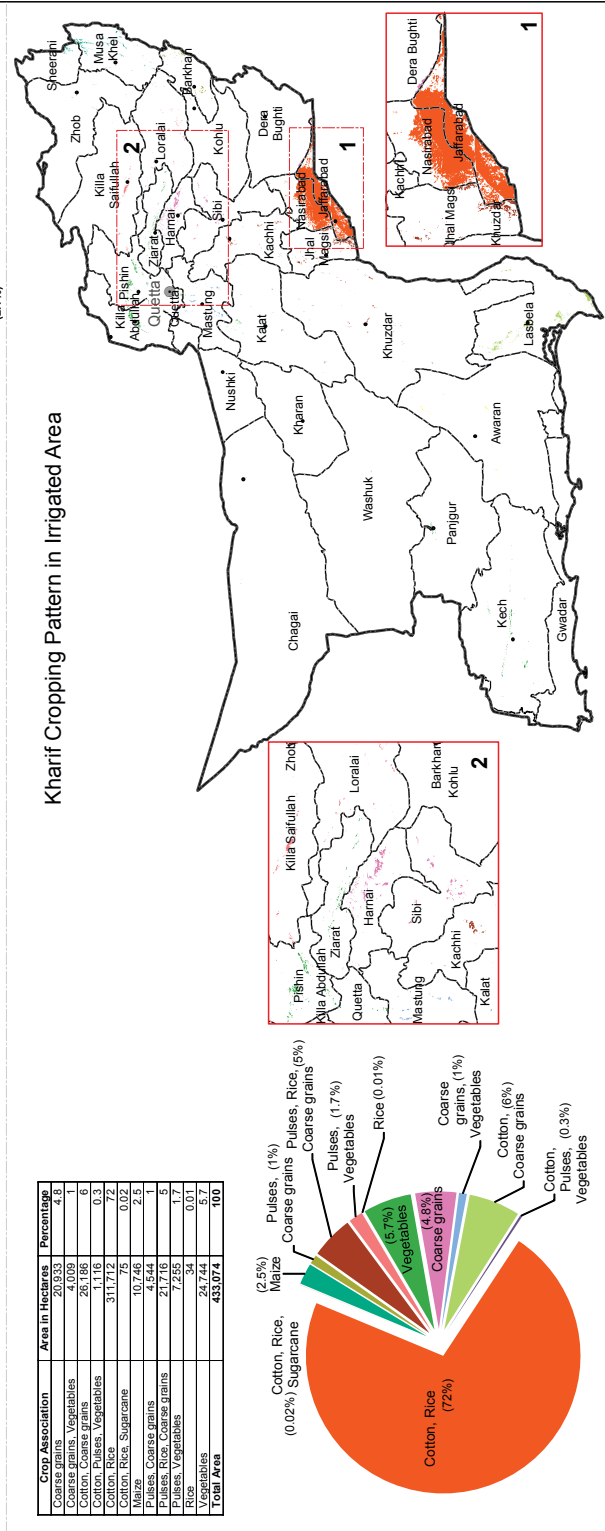 Kharif Cropping Pattern in Irrigated Area
Crop Association Area in Hectares Percentage
Coarse grains 20,933 4.8
Coarse grains, Vegetables 4,009 1
Cotton, Coarse grains 26,186 6
Cotton, Pulses, Vegetables 1,116 0.3
Cotton, Rice 311,712 72
Cotton, Rice, Sugarcane 75 0.02
Maize 10,746 2.5
Pulses, Coarse grains 4,544 1
Pulses, Rice, Coarse grains 21,716 5
Pulses, Vegetables 7,255 1.7
Rice 34 0.01
Vegetables 24,744 5.7
Total Area 433,074 100
Cotton, Rice,
(0.02%) Sugarcane
(2.5%)
Maize
Pulses, (1%)
Coarse grains
Pulses, Rice, (5%)
Coarse grains
Pulses, (1.7%)
Vegetables
Rice (0.01%)
(5.7%)
Vegetables
(4.8%)
Coarse grains
Coarse
grains, (1%)
Vegetables
Cotton, (6%)
Coarse grains
Cotton,
Pulses, (0.3%)
Vegetables
Cotton, Rice
(72%)
Pishin
Killa Saifullah
Zhob
Killa Abdullah
Ziarat
Loralai
Quetta
Harnai
Mastung
Sibi
Barkhan
Kohlu
Kachhi
Kalat
2
Sheerani
Zhob
Musa
Khel
Killa
Saifullah
2
Killa
Abdullah
Pishin
Loralai
Barkhan
Ziarat
Harnai
Quetta
Quetta
Kohlu
Sibi
Mastung
Nushki
Dera
Bughti
Kachhi
Kalat
Nasirabad
Jaffarabad
Jhal
Magsi
1
Chagai
Kharan
Washuk
Khuzdar
Panjgur
Awaran
Lasbela
Kech
Gwadar
Dera Bughti
Kachhi
Nasirabad
Jaffarabad
Jhal Magsi
Khuzdar
1